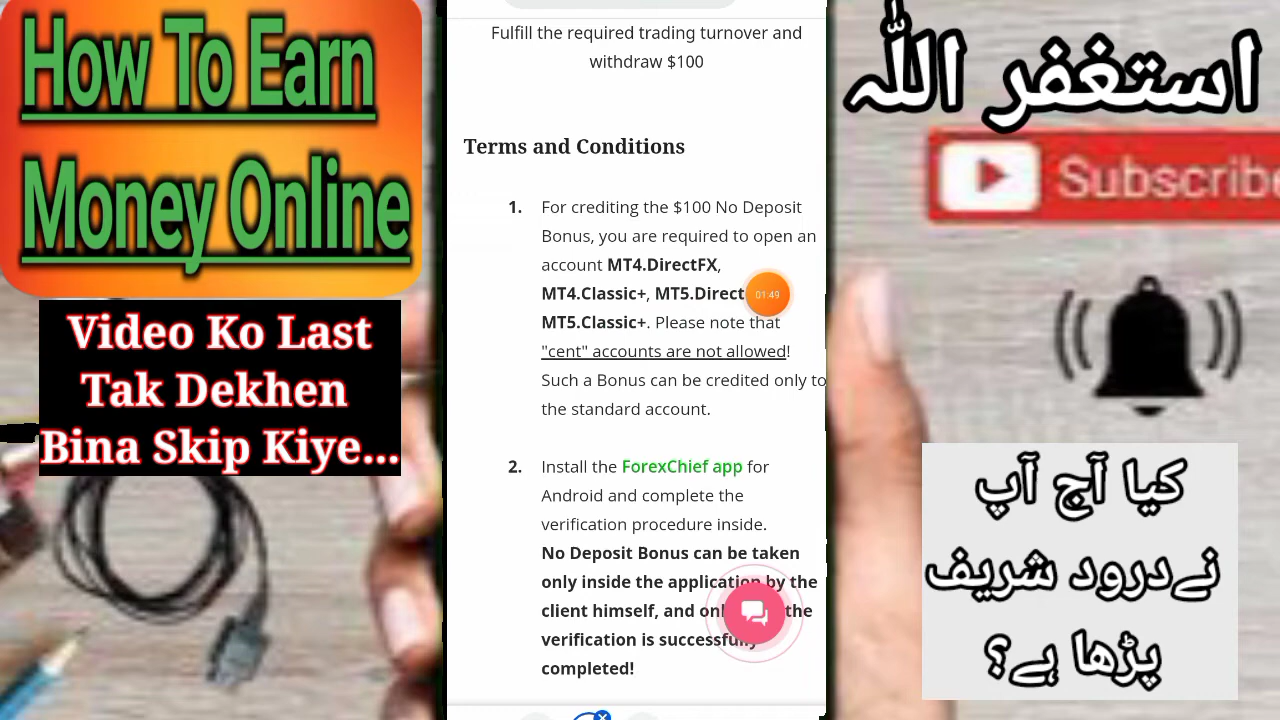 How To Earn
Money Online
Video Ko Last
Tak Dekhen
Bina Skip Kiye...
Fulfill the required trading turnover and
withdraw $100
Terms and Conditions
1. For crediting the $100 No Deposit
Bonus, you are required to open an
account MT4.DirectFX,
MT4.Classic+, MT5.Direct
01:49
MT5.Classic+. Please note that
"cent" accounts are not allowed!
Such a Bonus can be credited only to
the standard account.
2. Install the ForexChief app for
Android and complete the
verification procedure inside.
No Deposit Bonus can be taken
only inside the application by the
client himself, and the
verification is successfully
completed!
استغفر اللّٰہ
Subscribe
کیا آج آپ
نےدرود شریف
پڑھا ہے؟